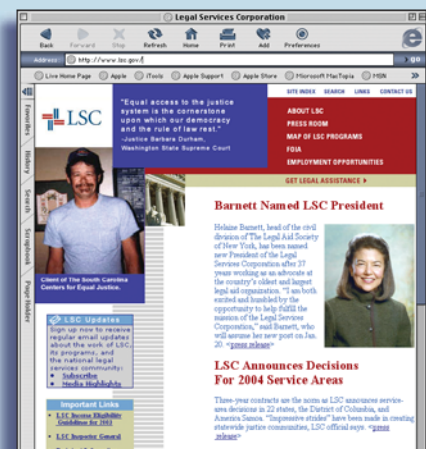 Legal Services Corporation
Back Forward Stop Refresh Home Print Add Preferences
Address http://www.lsc.gov/ go
Live Home Page Apple iTools Apple Support Apple Store Microsoft MacTopia MSN
SITE INDEX SEARCH LINKS CONTACT US
Favorites
History
Search
Scrapbook
Page Holder
LSC
"Equal access to the justice
system is the cornerstone
upon which our democracy
and the rule of law rest."
-Justice Barbara Durham,
Washington State Supreme Court
ABOUT LSC
PRESS ROOM
MAP OF LSC PROGRAMS
FOIA
EMPLOYMENT OPPORTUNITIES
GET LEGAL ASSISTANCE
Client of The South Carolina
Centers for Equal Justice.
LSC Updates
Sign up now to receive
regular email updates
about the work of LSC,
its programs, and
the national legal
services community:
• Subscribe
• Media Highlights
Important Links
• LSC Income Eligibility
Guidelines for 2003
• LSC Inspector General
Barnett Named LSC President
Helaine Barnett, head of the civil
division of The Legal Aid Society
of New York, has been named
new President of the Legal
Services Corporation after 37
years working as an advocate at
the country's oldest and largest
legal aid organization. "I am both
excited and humbled by the
opportunity to help fulfill the
mission of the Legal Services
Corporation," said Barnett, who
will assume her new post on Jan.
20. <press release>
LSC Announces Decisions
For 2004 Service Areas
Three-year contracts are the norm as LSC announces service-
area decisions in 22 states, the District of Columbia, and
America Samoa. "Impressive strides" have been made in creating
statewide justice communities, LSC official says. <press
release>